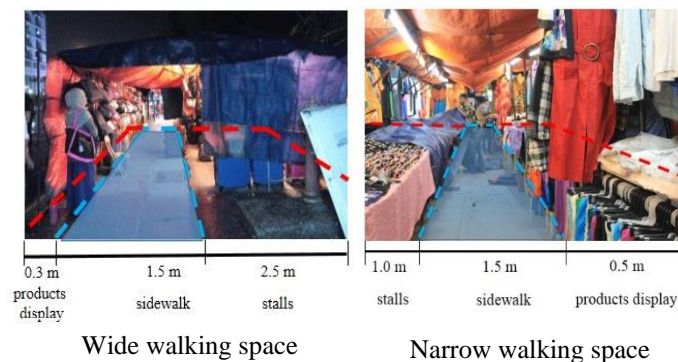 0.3 m
products
display
1.5 m
sidewalk
2.5 m
stalls
Wide walking space
1.0 m
stalls
1.5 m
sidewalk
0.5 m
products display
Narrow walking space